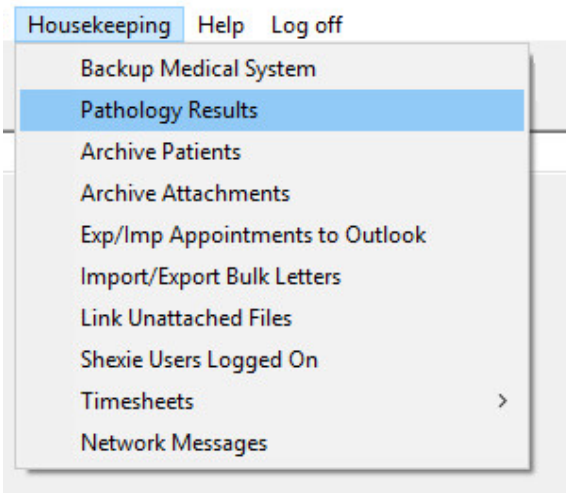 Housekeeping Help Log off
Backup Medical System
Pathology Results
Archive Patients
Archive Attachments
Exp/Imp Appointments to Outlook
Import/Export Bulk Letters
Link Unattached Files
Shexie Users Logged On
Timesheets
Network Messages